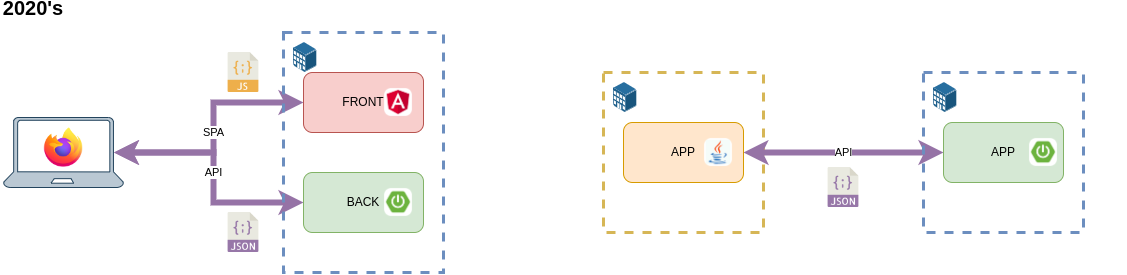 2020's
{;}
JS
FRONT
SPA
API
BACK
{;}
JSON
APP
API
APP
{;}
JSON